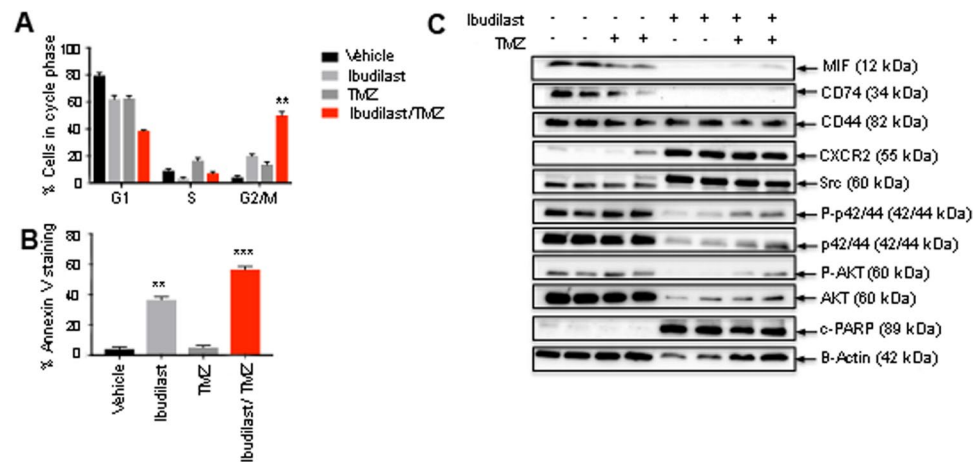 A
% Cells in cycle phase
100
80
60
40
20
0
G1 S G2/M
**
Vehicle
Ibudilast
TMZ
Ibudilast/TMZ
B
% Annexin V staining
80
60
40
20
0
** ***
Vehicle
Ibudilast
TMZ
Ibudilast/ TMZ
C
Ibudilast - - - - + + + +
TMZ - - + + - - + +
MIF (12 kDa)
CD74 (34 kDa)
CD44 (82 kDa)
CXCR2 (55 kDa)
Src (60 kDa)
P-p42/44 (42/44 kDa)
p42/44 (42/44 kDa)
P-AKT (60 kDa)
AKT (60 kDa)
c-PARP (89 kDa)
B-Actin (42 kDa)